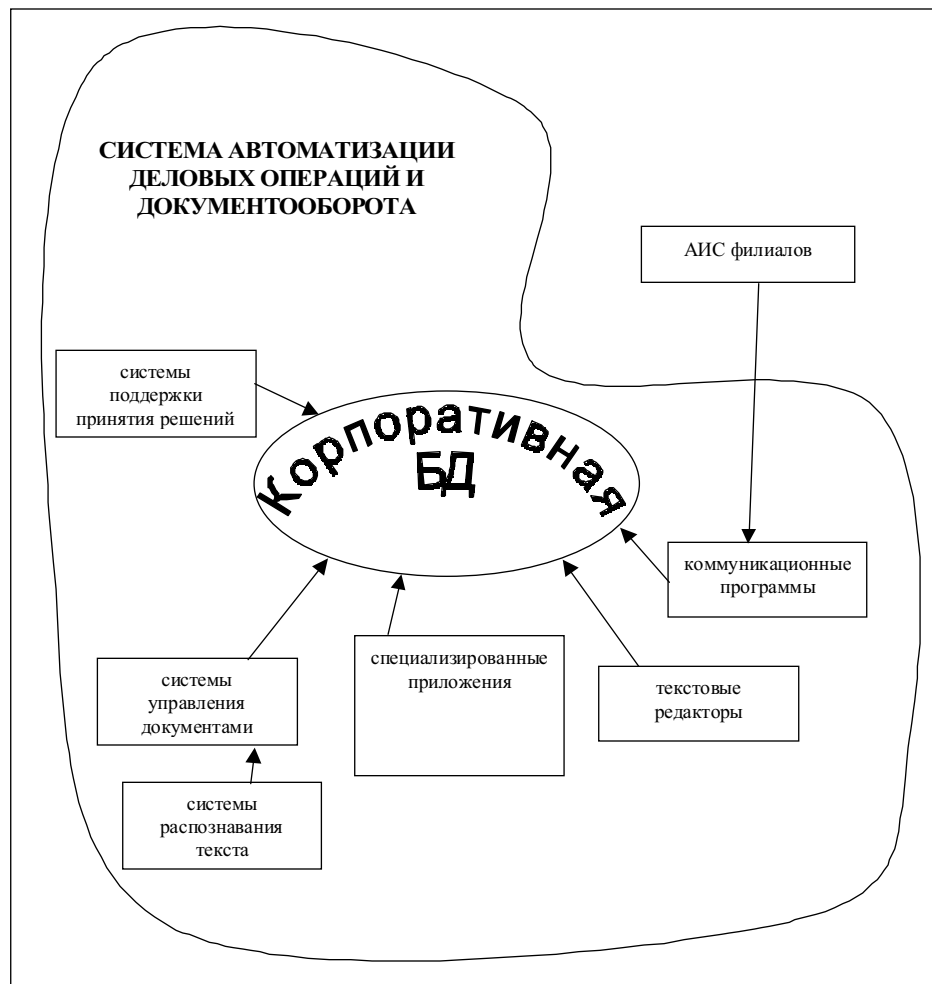 СИСТЕМА АВТОМАТИЗАЦИИ
ДЕЛОВЫХ ОПЕРАЦИЙ И
ДОКУМЕНТООБОРОТА
АИС филиалов
системы
поддержки
принятия решений
Корпоративная
БД
коммуникационные
программы
специализированные
приложения
системы
управления
документами
текстовые
редакторы
системы
распознавания
текста